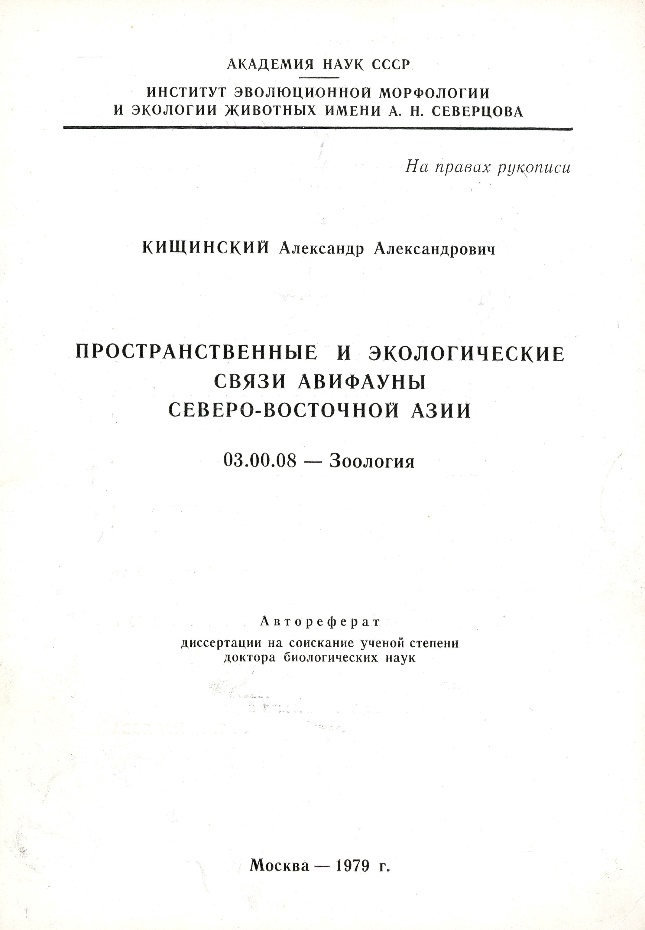 АКАДЕМИЯ НАУК СССР
ИНСТИТУТ ЭВОЛЮЦИОННОЙ МОРФОЛОГИИ
И ЭКОЛОГИИ ЖИВОТНЫХ ИМЕНИ А. Н. СЕВЕРЦОВА
На правах рукописи
КИЩИНСКИЙ Александр Александрович
ПРОСТРАНСТВЕННЫЕ И ЭКОЛОГИЧЕСКИЕ
СВЯЗИ АВИФАУНЫ
СЕВЕРО-ВОСТОЧНОЙ АЗИИ
03.00.08 — Зоология
Автореферат
диссертации на соискание ученой степени
доктора биологических наук
Москва — 1979 г.